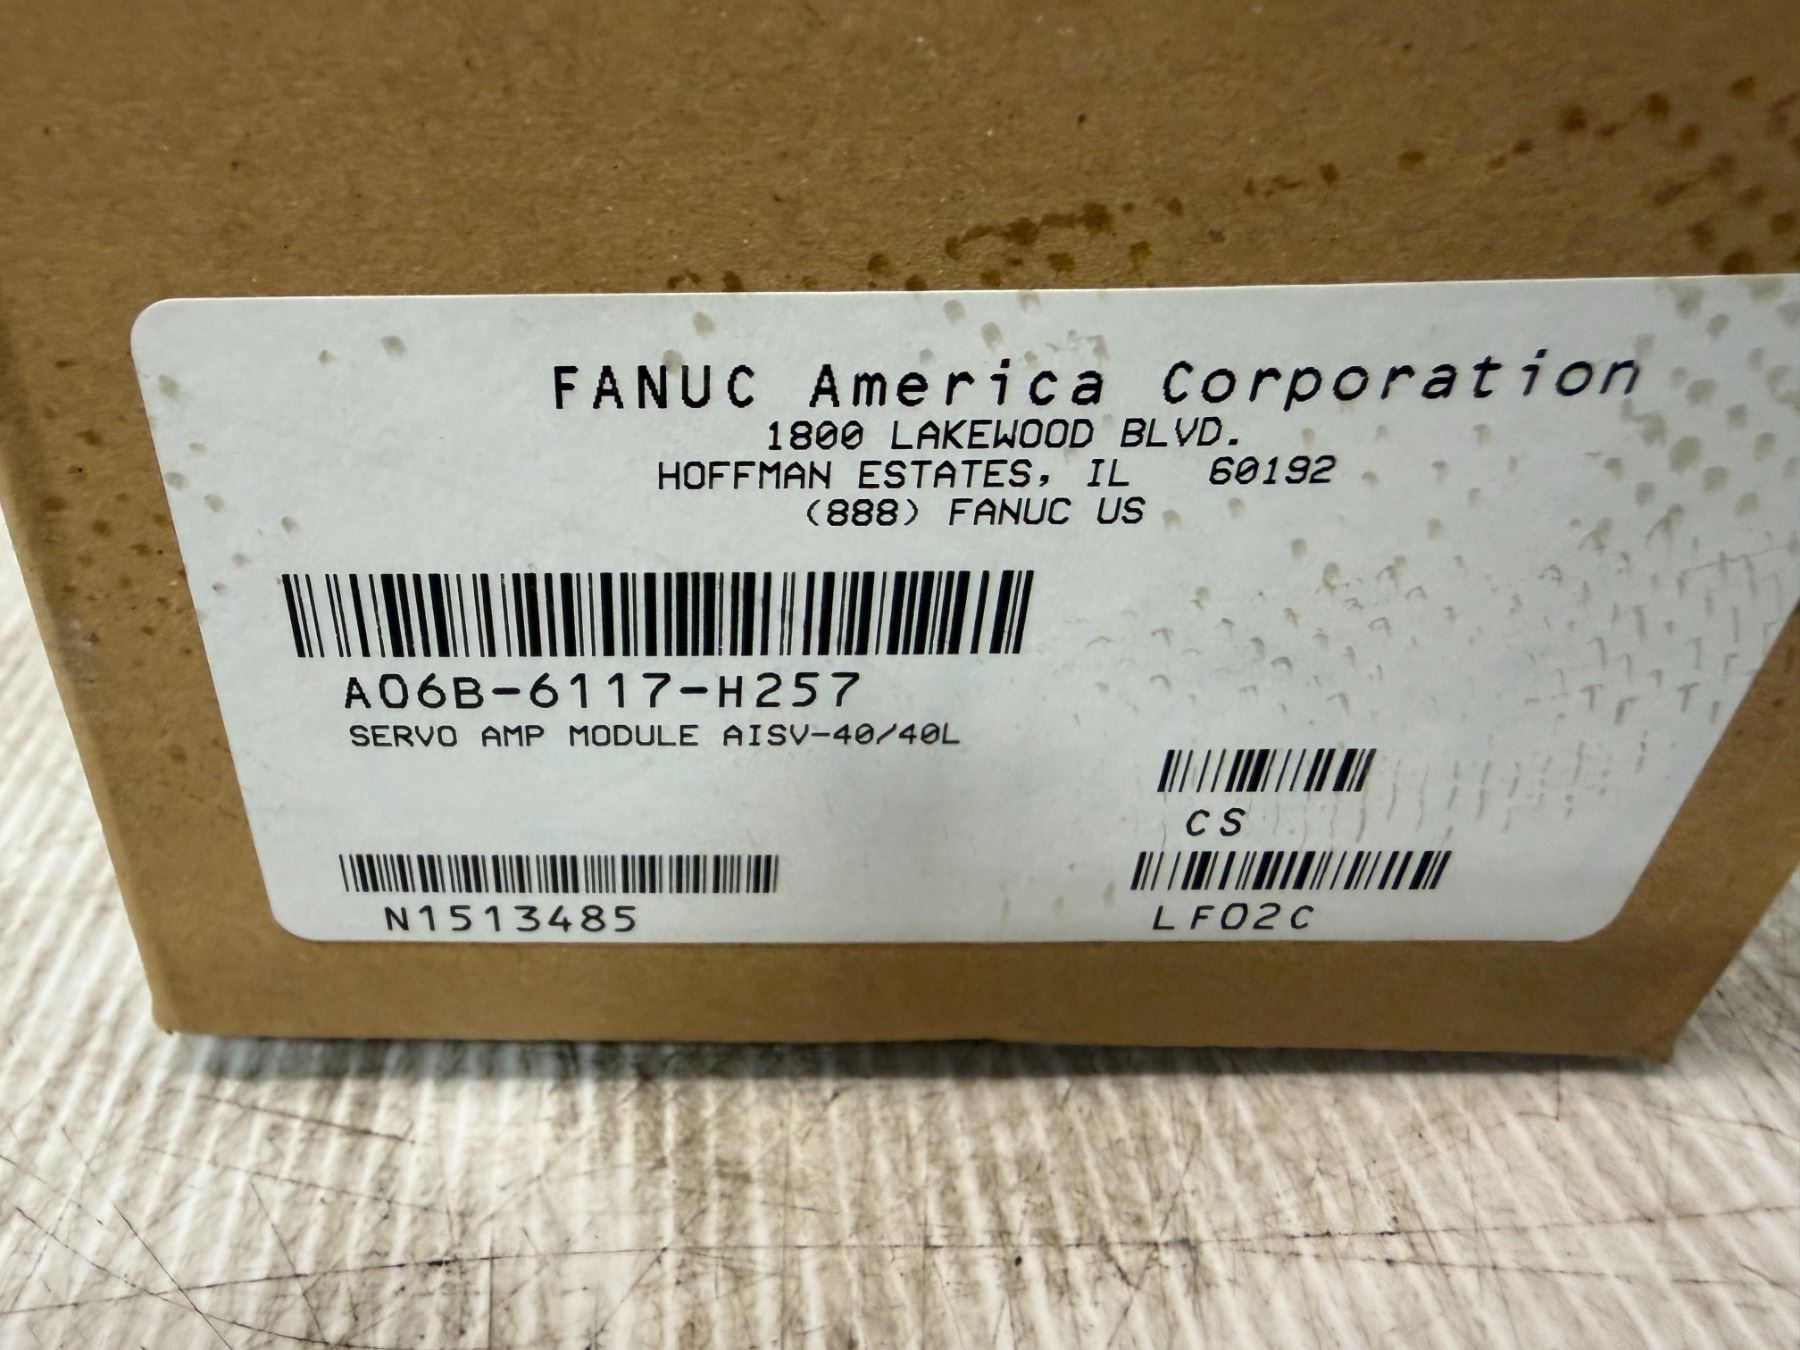 FANUC America Corporation
1800 LAKEWOOD BLVD.
HOFFMAN ESTATES, IL 60192
(888) FANUC US
A06B-6117-H257
SERVO AMP MODULE AISV-40/40L
CS
N1513485
LF02C